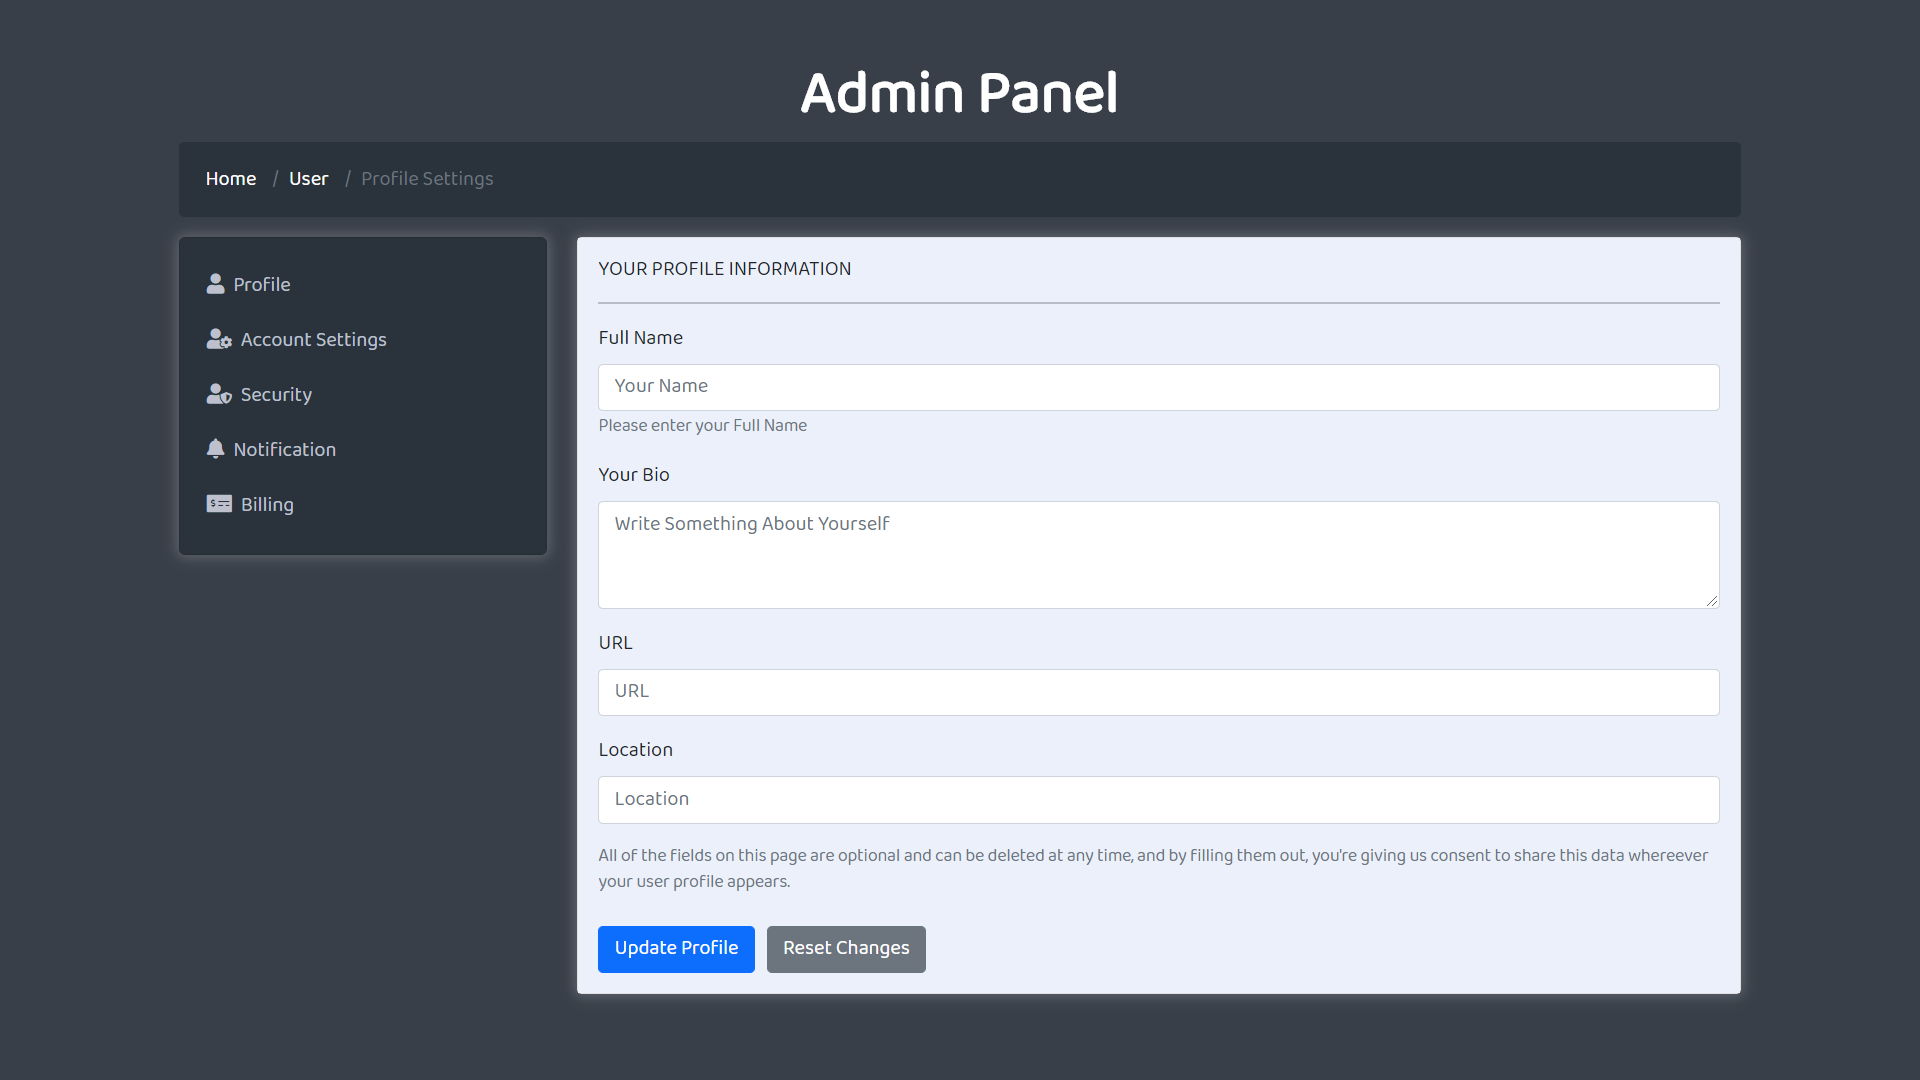 Admin Panel
Home / User / Profile Settings
Profile
Account Settings
Security
Notification
Billing
YOUR PROFILE INFORMATION
Full Name
Your Name
Please enter your Full Name
Your Bio
Write Something About Yourself
URL
URL
Location
Location
All of the fields on this page are optional and can be deleted at any time, and by filling them out, you're giving us consent to share this data whereever
your user profile appears.
Update Profile Reset Changes